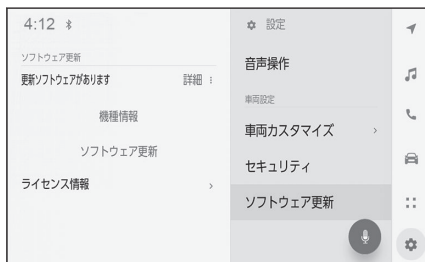 4:12
ソフトウェア更新
更新ソフトウェアがあります 詳細
機種情報
ソフトウェア更新
ライセンス情報
設定
音声操作
車両設定
車両カスタマイズ
セキュリティ
ソフトウェア更新